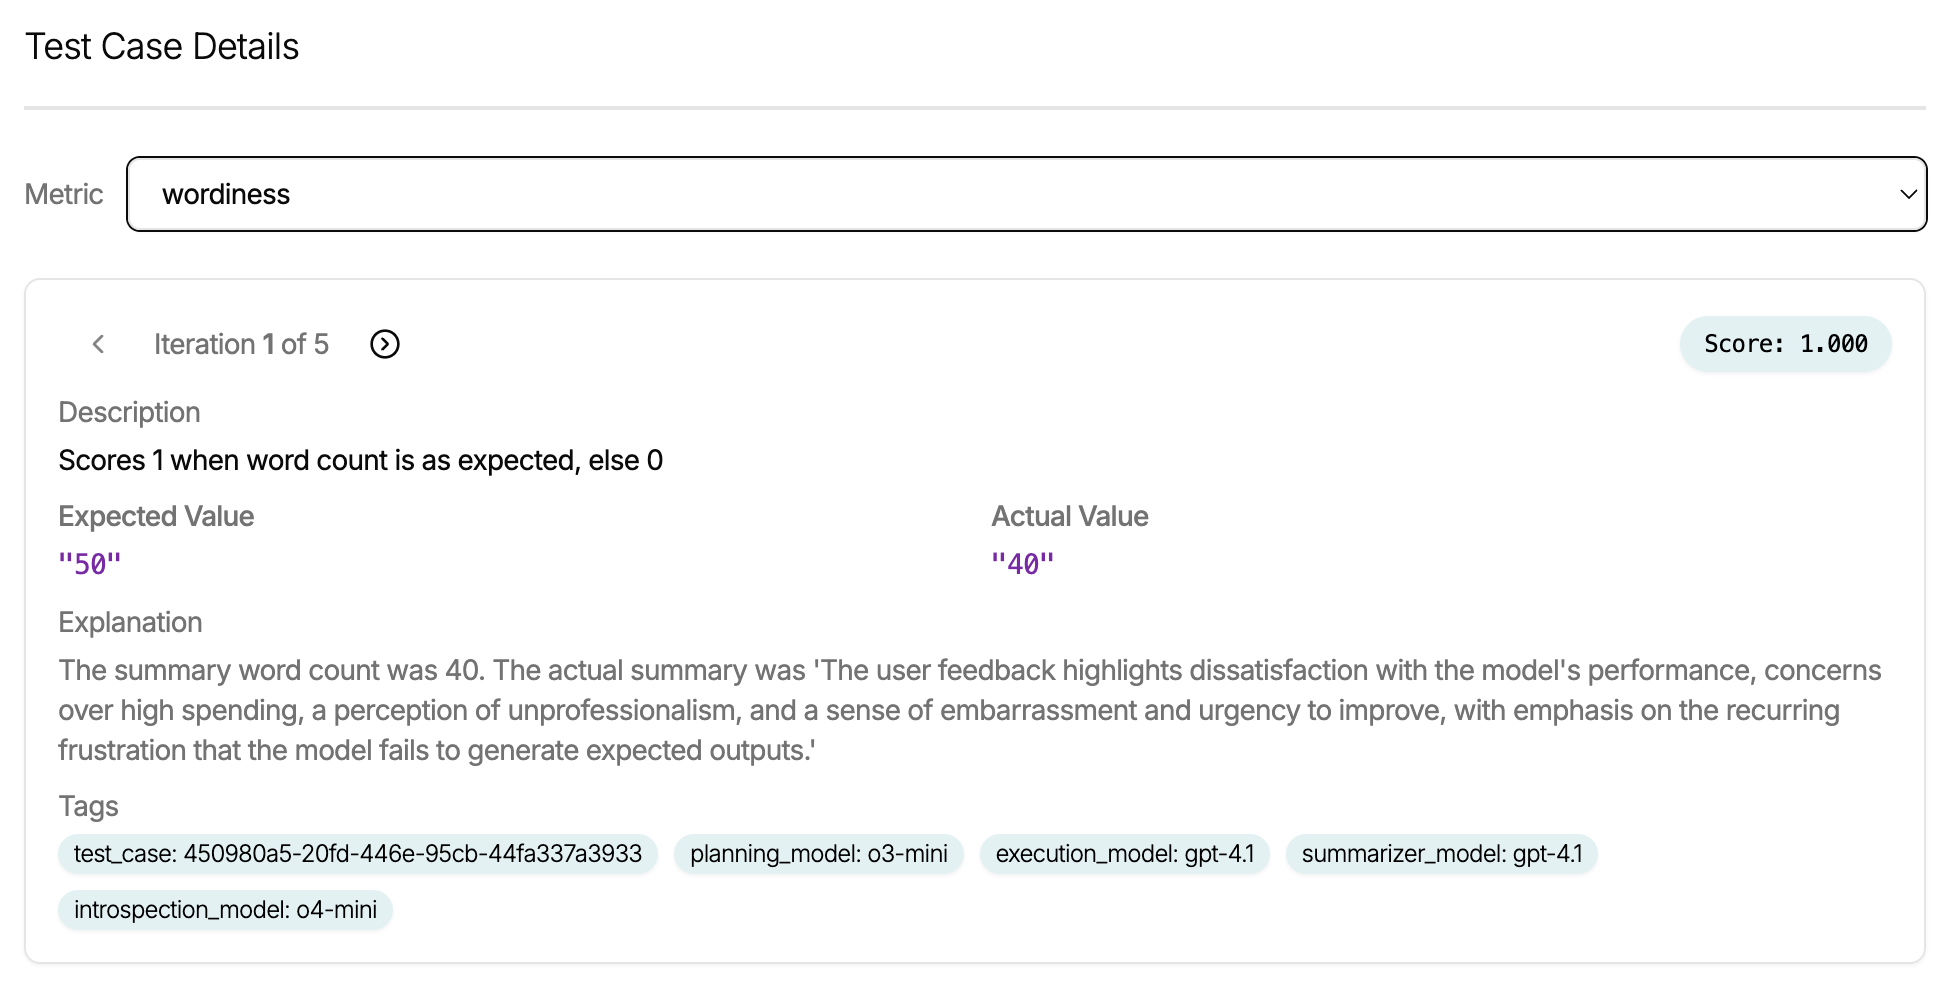 Test Case Details
Metric
wordiness
Iteration 1 of 5
Score: 1.000
Description
Scores 1 when word count is as expected, else 0
Expected Value
Actual Value
"50"
"40"
Explanation
The summary word count was 40. The actual summary was 'The user feedback highlights dissatisfaction with the model's performance, concerns
over high spending, a perception of unprofessionalism, and a sense of embarrassment and urgency to improve, with emphasis on the recurring
frustration that the model fails to generate expected outputs.'
Tags
test_case: 450980a5-20fd-446e-95cb-44fa337a3933
planning_model: o3-mini
execution_model: gpt-4.1
summarizer_model: gpt-4.1
introspection_model: o4-mini